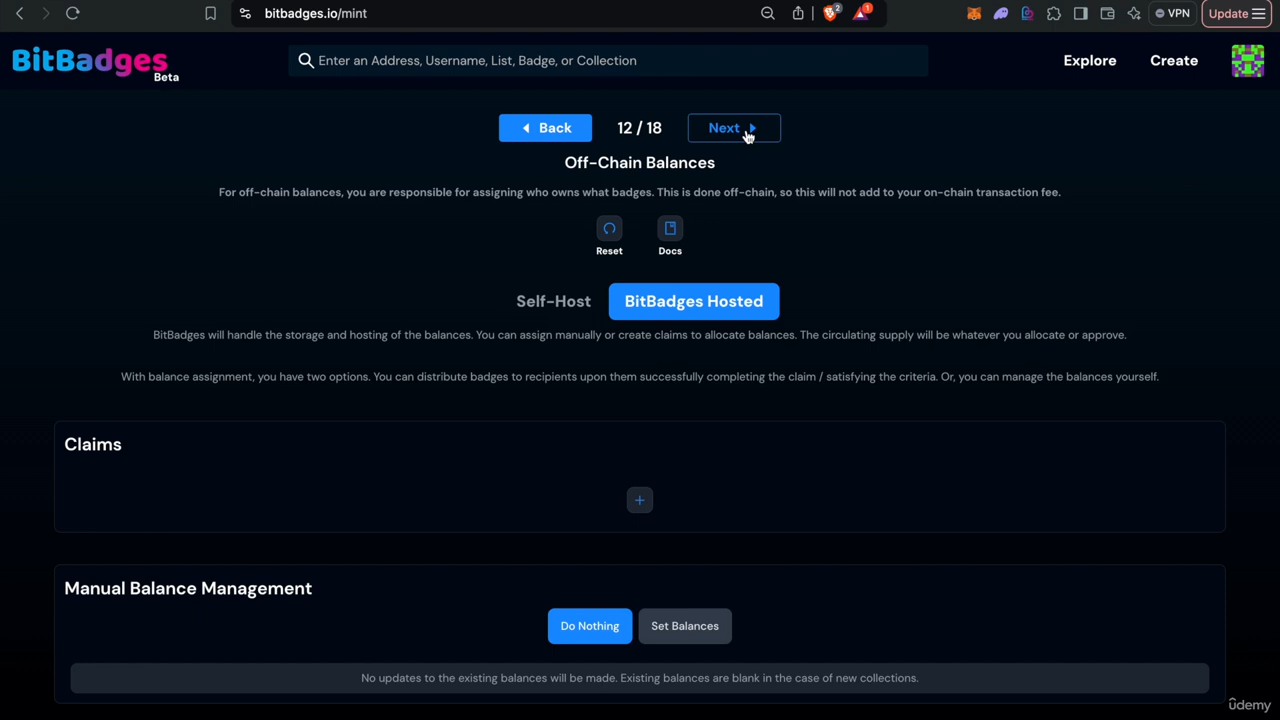 bitbadges.io/mint
2
1
VPN
Update
BitBadges
Beta
Enter an Address, Username, List, Badge, or Collection
Explore
Create
Back
12 / 18
Next
Off-Chain Balances
For off-chain balances, you are responsible for assigning who owns what badges. This is done off-chain, so this will not add to your on-chain transaction fee.
Reset
Docs
Self-Host
BitBadges Hosted
BitBadges will handle the storage and hosting of the balances. You can assign manually or create claims to allocate balances. The circulating supply will be whatever you allocate or approve.
With balance assignment, you have two options. You can distribute badges to recipients upon them successfully completing the claim / satisfying the criteria. Or, you can manage the balances yourself.
Claims
+
Manual Balance Management
Do Nothing
Set Balances
No updates to the existing balances will be made. Existing balances are blank in the case of new collections.
ûdemy